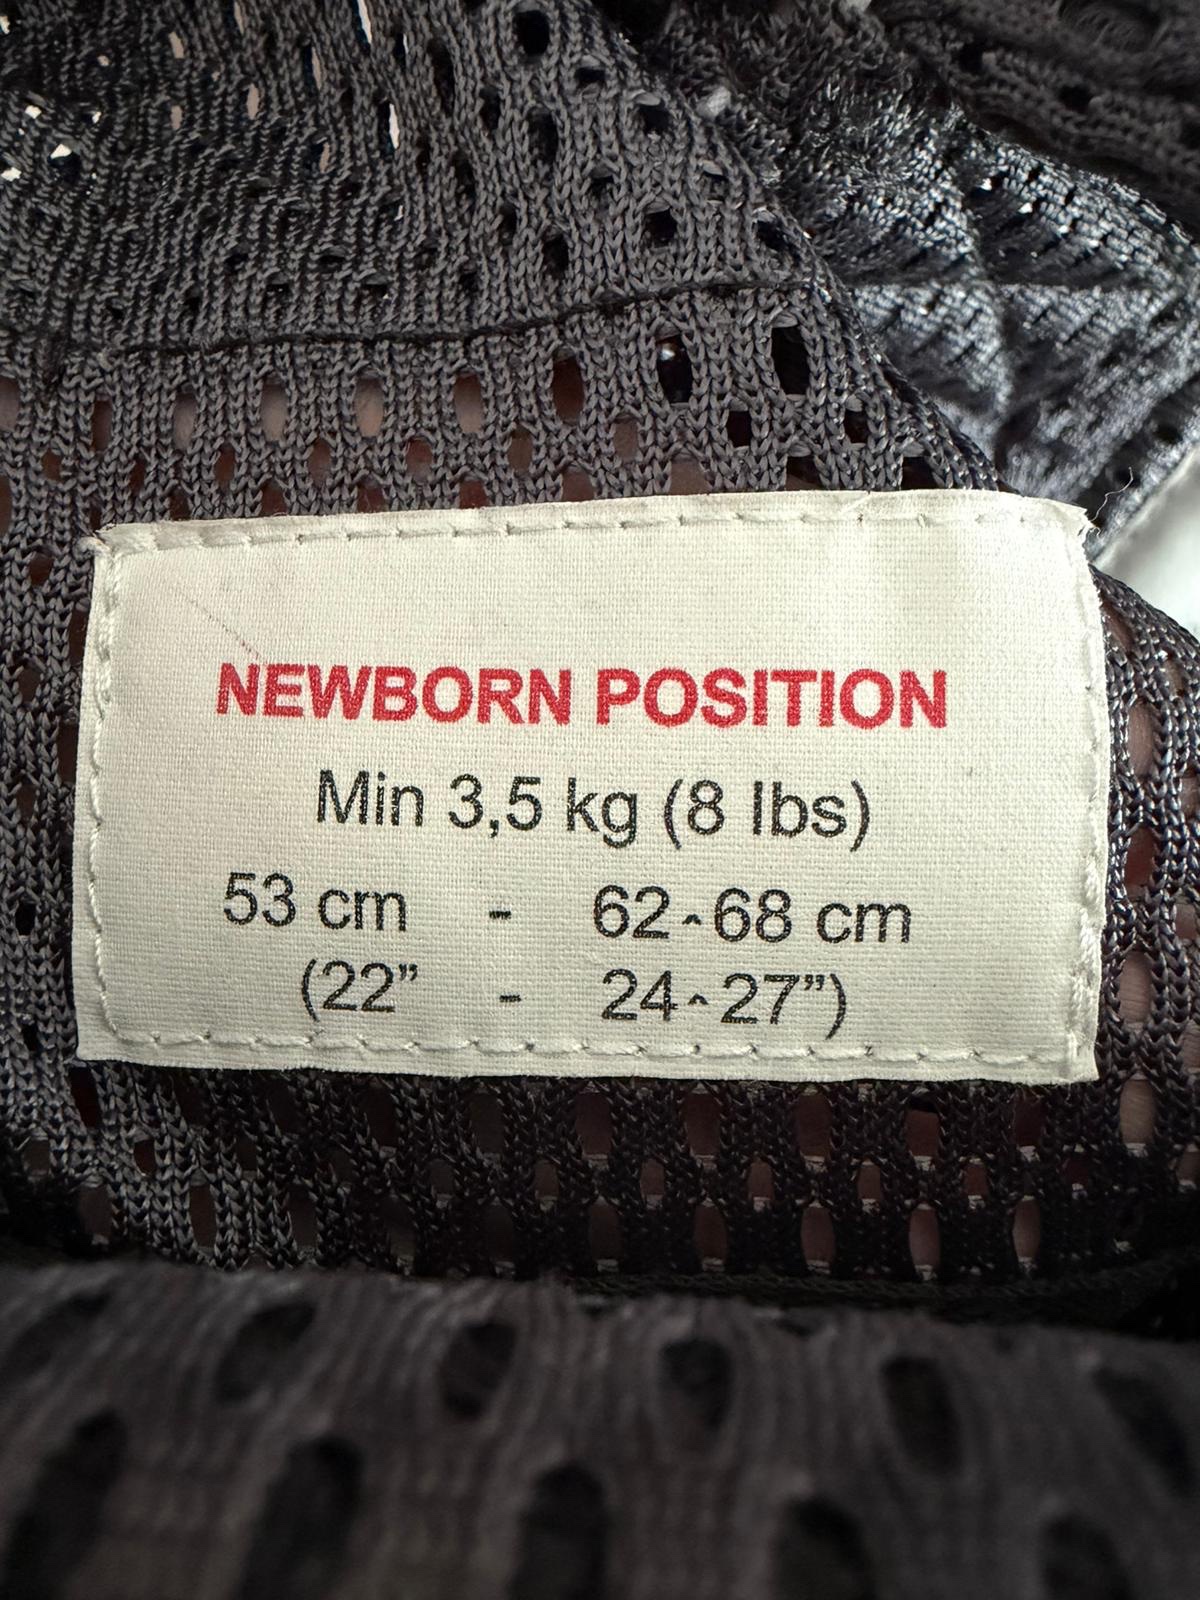 NEWBORN POSITION
Min 3,5 kg (8 lbs)
53 cm - 62-68 cm
(22” - 24-27”)